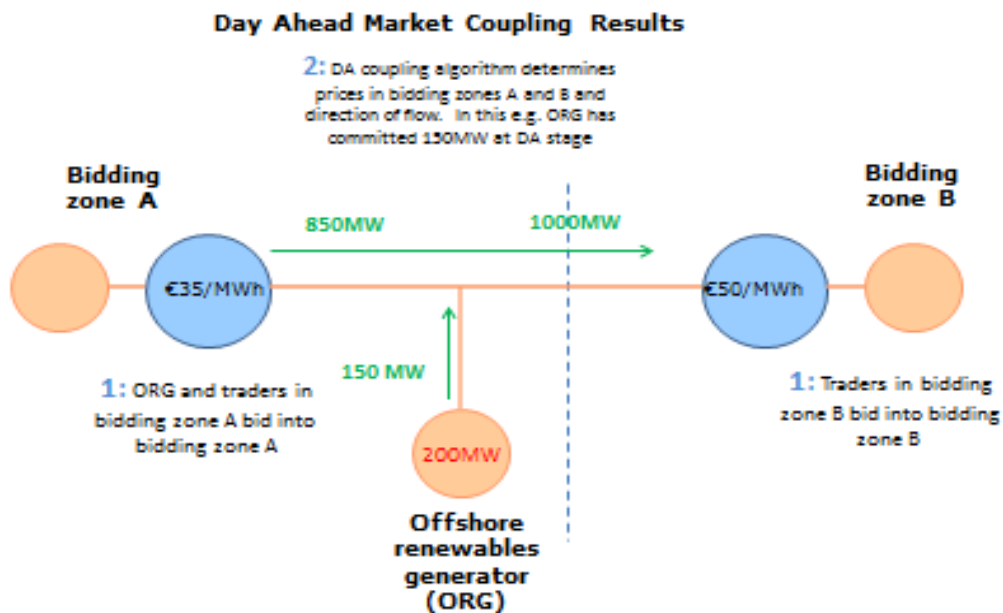 Day Ahead Market Coupling Results
2: DA coupling algorithm determines
prices in bidding zones A and B and
direction of flow. In this e.g. ORG has
committed 150MW at DA stage
Bidding
zone A
Bidding
zone B
850MW
1000MW
€35/MWh
€50/MWh
150 MW
1: ORG and traders in
bidding zone A bid into
bidding zone A
1: Traders in bidding
zone B bid into bidding
zone B
200MW
Offshore
renewables
generator
(ORG)